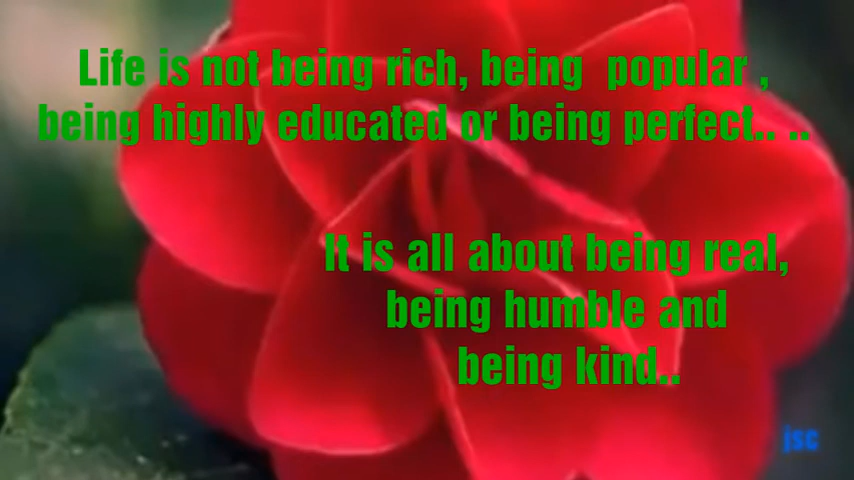 Life is not being rich, being  popular ,
being highly educated or being perfect.. ..
It is all about being real,
being humble and
being kind..
jsc